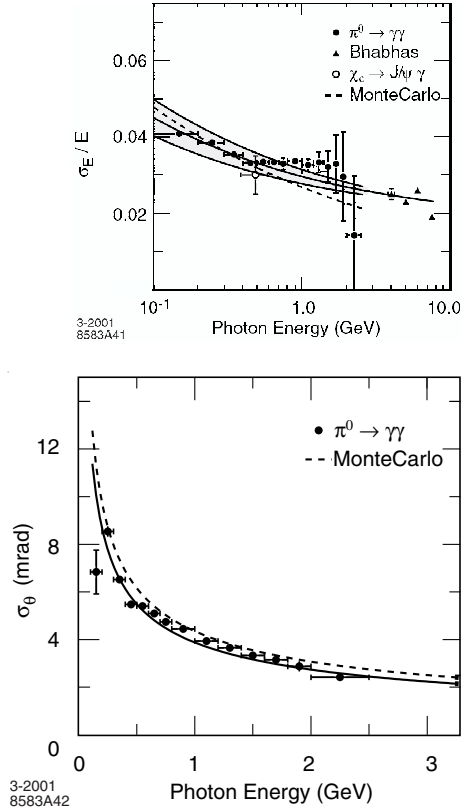 0.06
0.04
0.02
σE / E
π0 → γγ
Bhabhas
χc → J/ψ γ
MonteCarlo
10-1
1.0
10.0
3-2001
8583A41
Photon Energy (GeV)
12
8
4
0
σθ (mrad)
π0 → γγ
MonteCarlo
0
1
2
3
3-2001
8583A42
Photon Energy (GeV)